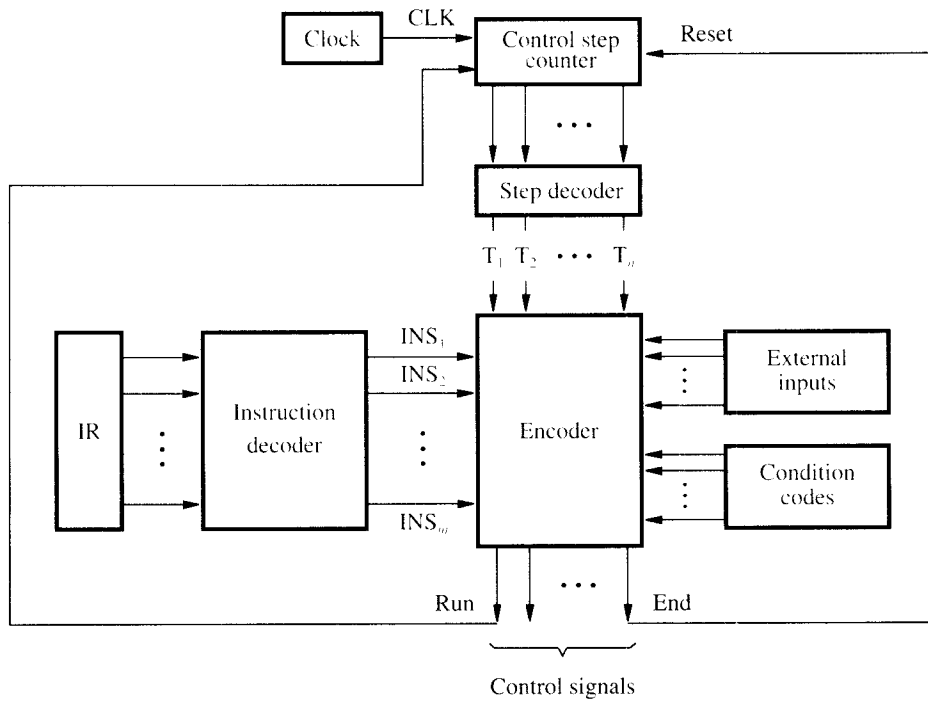 CLK
Clock
Control step
counter
Reset
Step decoder
T₁ T₂ ... Tₙ
INS₁
INS₂
INSₘ
IR
Instruction
decoder
Encoder
External
inputs
Condition
codes
Run
End
Control signals